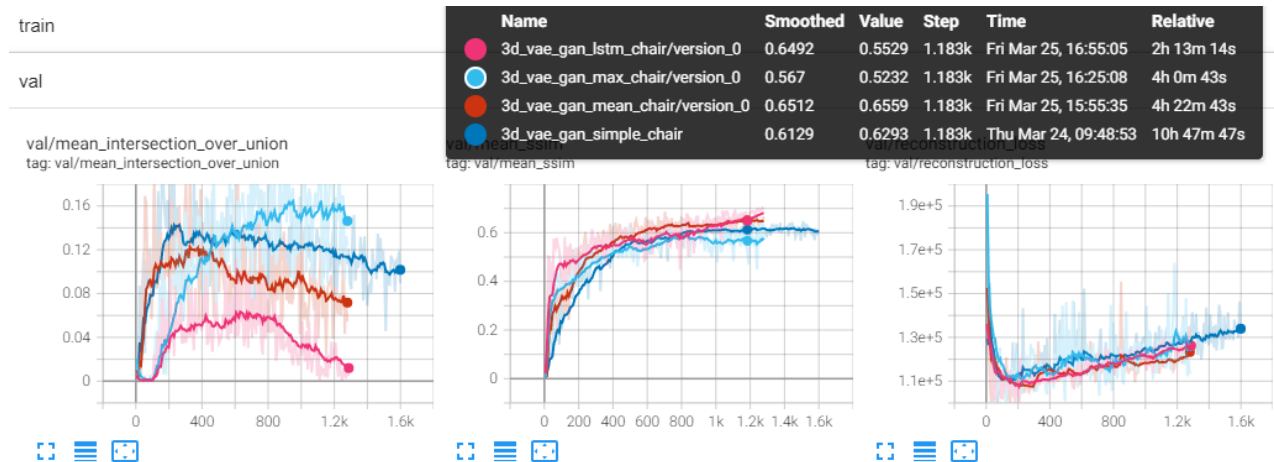 train
Name Smoothed Value Step Time Relative
3d_vae_gan_lstm_chair/version_0 0.6492 0.5529 1.183k Fri Mar 25, 16:55:05 2h 13m 14s
val
3d_vae_gan_max_chair/version_0 0.567 0.5232 1.183k Fri Mar 25, 16:25:08 4h 0m 43s
3d_vae_gan_mean_chair/version_0 0.6512 0.6559 1.183k Fri Mar 25, 15:55:35 4h 22m 43s
3d_vae_gan_simple_chair 0.6129 0.6293 1.183k Thu Mar 24, 09:48:53 10h 47m 47s
val/mean_intersection_over_union
tag: val/mean_intersection_over_union
0.16
0.12
0.08
0.04
0
0 400 800 1.2k 1.6k
val/mean_ssim
tag: val/mean_ssim
0.6
0.4
0.2
0
0 200 400 600 800 1k 1.2k 1.4k 1.6k
val/reconstruction_loss
tag: val/reconstruction_loss
1.9e+5
1.7e+5
1.5e+5
1.3e+5
1.1e+5
0 400 800 1.2k 1.6k